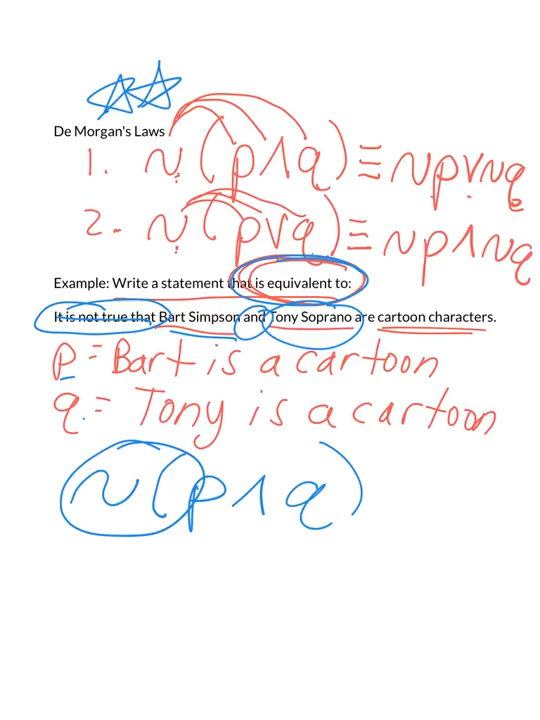 De Morgan's Laws
1. ~(p∧q)≡~p∨~q
2. ~(p∨q)≡~p∧~q
Example: Write a statement that is equivalent to:
It is not true that Bart Simpson and Tony Soprano are cartoon characters.
p = Bart is a cartoon
q = Tony is a cartoon
~(p∧q)